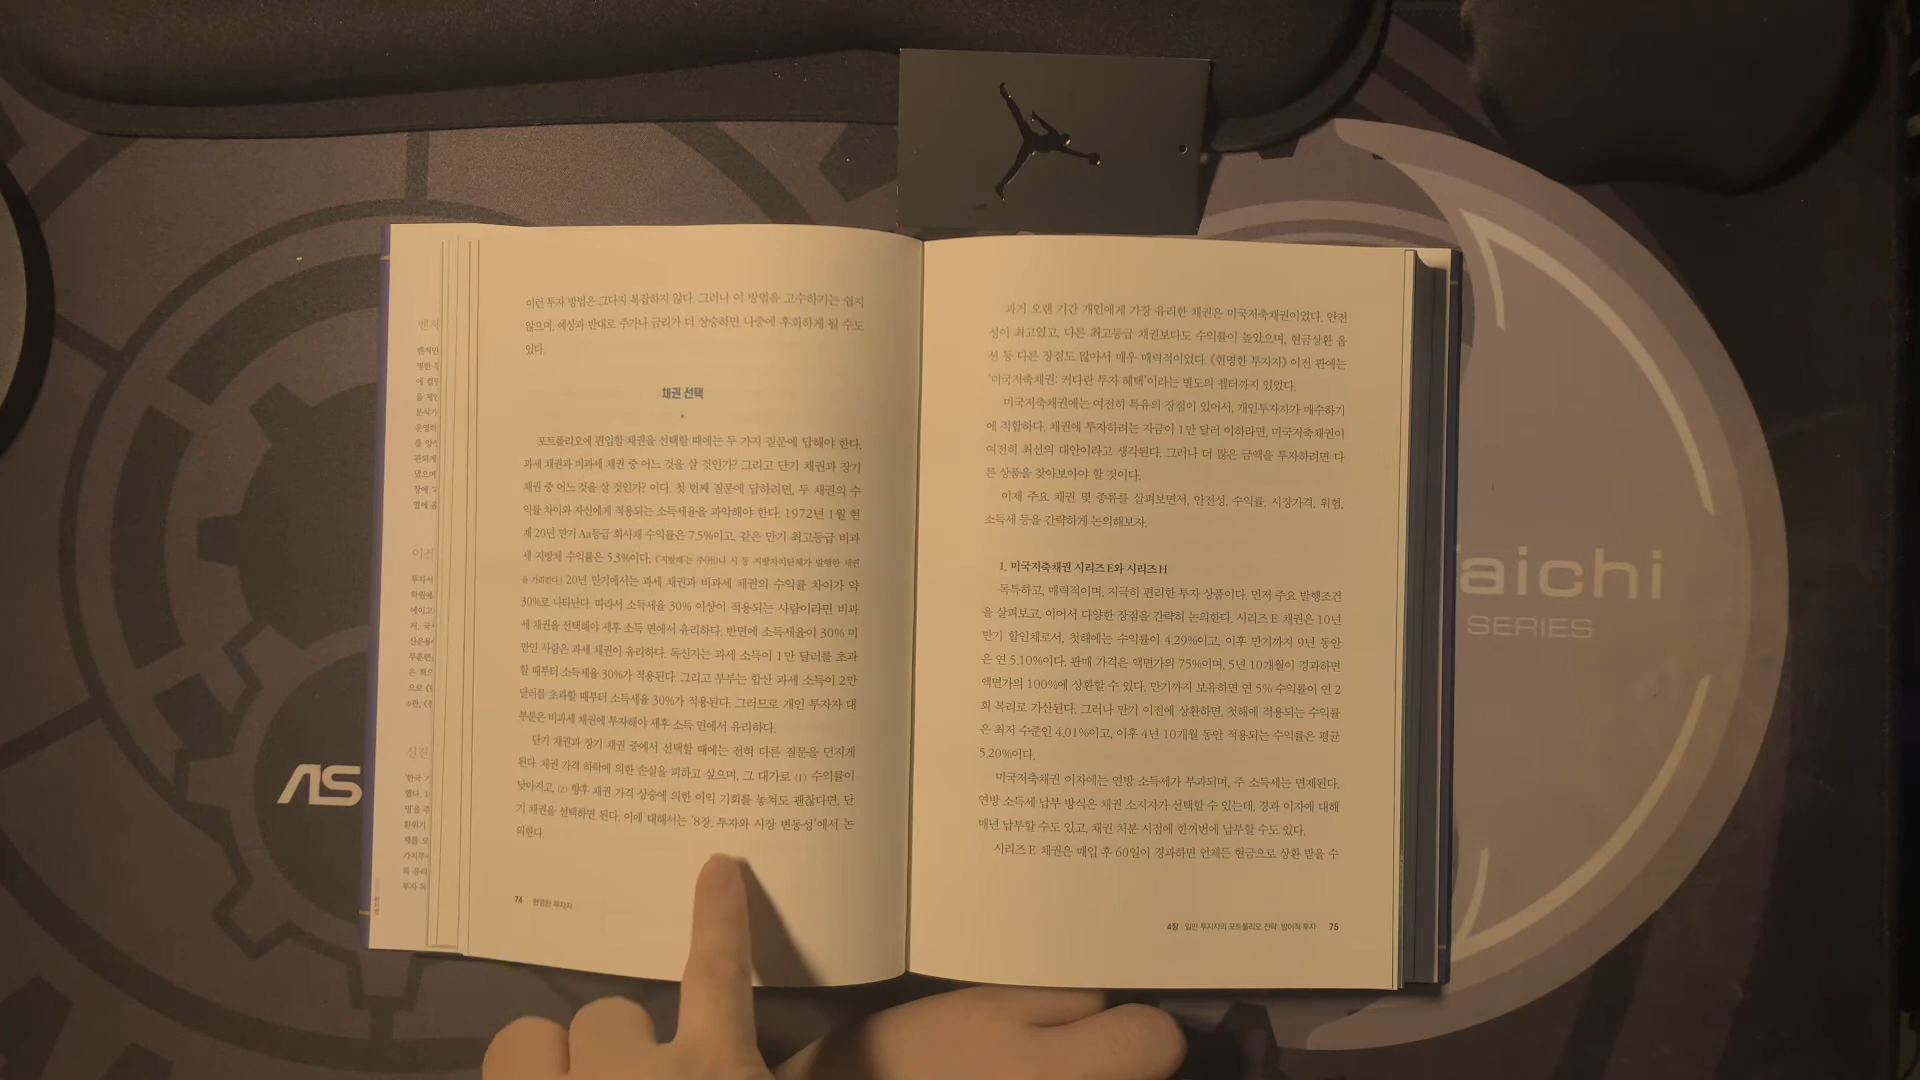 이런 투자 방법은 그다지 복잡하지 않다. 그러나 이 방법을 고수하기는 쉽지
않으며, 예상과 반대로 주가나 금리가 더 상승하면 나중에 후회하게 될 수도
있다.
채권 선택
포트폴리오에 편입할 채권을 선택할 때에는 두 가지 질문에 답해야 한다.
과세 채권과 비과세 채권 중 어느 것을 살 것인가? 그리고 단기 채권과 장기
채권 중 어느 것을 살 것인가? 이다. 첫 번째 질문에 답하려면, 두 채권의 수
익률 차이와 자신에게 적용되는 소득세율을 파악해야 한다. 1972년 1월 현
재 20년 만기 Aa등급 회사채 수익률은 7.5%이고, 같은 만기 최고등급 비과
세 지방채 수익률은 5.3%이다. ('지방채'는 주(州)나 시 등 지방자치단체가 발행한 채권
을 가리킨다.) 20년 만기에서는 과세 채권과 비과세 채권의 수익률 차이가 약
30%로 나타난다. 따라서 소득세율 30% 이상이 적용되는 사람이라면 비과
세 채권을 선택해야 세후 소득 면에서 유리하다. 반면에 소득세율이 30% 미
만인 사람은 과세 채권이 유리하다. 독신자는 과세 소득이 1만 달러를 초과
할 때부터 소득세율 30%가 적용된다. 그리고 부부는 합산 과세 소득이 2만
달러를 초과할 때부터 소득세율 30%가 적용된다. 그러므로 개인 투자자 대
부분은 비과세 채권에 투자해야 세후 소득 면에서 유리하다.
단기 채권과 장기 채권 중에서 선택할 때에는 전혀 다른 질문을 던지게
된다. 채권 가격 하락에 의한 손실을 피하고 싶으며, 그 대가로 (1) 수익률이
낮아지고, (2) 향후 채권 가격 상승에 의한 이익 기회를 놓쳐도 괜찮다면, 단
기 채권을 선택하면 된다. 이에 대해서는 '8장. 투자와 시장 변동성'에서 논
의한다.
74 현명한 투자자
과거 오랜 기간 개인에게 가장 유리한 채권은 미국저축채권이었다. 안전
성이 최고였고, 다른 최고등급 채권보다도 수익률이 높았으며, 현금상환 옵
션 등 다른 장점도 많아서 매우 매력적이었다. 《현명한 투자자》 이전 판에는
'미국저축채권: 커다란 투자 혜택'이라는 별도의 챕터까지 있었다.
미국저축채권에는 여전히 특유의 장점이 있어서, 개인투자자가 매수하기
에 적합하다. 채권에 투자하려는 자금이 1만 달러 이하라면, 미국저축채권이
여전히 최선의 대안이라고 생각된다. 그러나 더 많은 금액을 투자하려면 다
른 상품을 찾아보아야 할 것이다.
이제 주요 채권 몇 종류를 살펴보면서, 안전성, 수익률, 시장가격, 위험,
소득세 등을 간략하게 논의해보자.
1. 미국저축채권 시리즈 E와 시리즈 H
독특하고, 매력적이며, 지극히 편리한 투자 상품이다. 먼저 주요 발행조건
을 살펴보고, 이어서 다양한 장점을 간략히 논의한다. 시리즈 E 채권은 10년
만기 할인채로서, 첫해에는 수익률이 4.29%이고, 이후 만기까지 9년 동안
은 연 5.10%이다. 판매 가격은 액면가의 75%이며, 5년 10개월이 경과하면
액면가의 100%에 상환할 수 있다. 만기까지 보유하면 연 5% 수익률이 연 2
회 복리로 가산된다. 그러나 만기 이전에 상환하면, 첫해에 적용되는 수익률
은 최저 수준인 4.01%이고, 이후 4년 10개월 동안 적용되는 수익률은 평균
5.20%이다.
미국저축채권 이자에는 연방 소득세가 부과되며, 주 소득세는 면제된다.
연방 소득세 납부 방식은 채권 소지자가 선택할 수 있는데, 경과 이자에 대해
매년 납부할 수도 있고, 채권 처분 시점에 한꺼번에 납부할 수도 있다.
시리즈 E 채권은 매입 후 60일이 경과하면 언제든 현금으로 상환 받을 수
4장 일반 투자자의 포트폴리오 전략: 방어적 투자 75
AS
aichi
SERIES